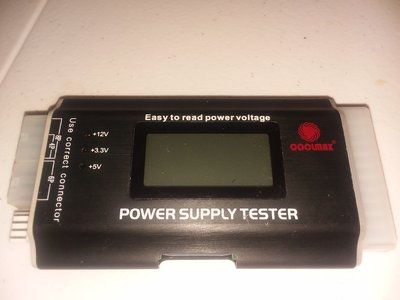 Easy to read power voltage
+12V
+3.3V
+5V
Use correct connector
COOLMAX
POWER SUPPLY TESTER